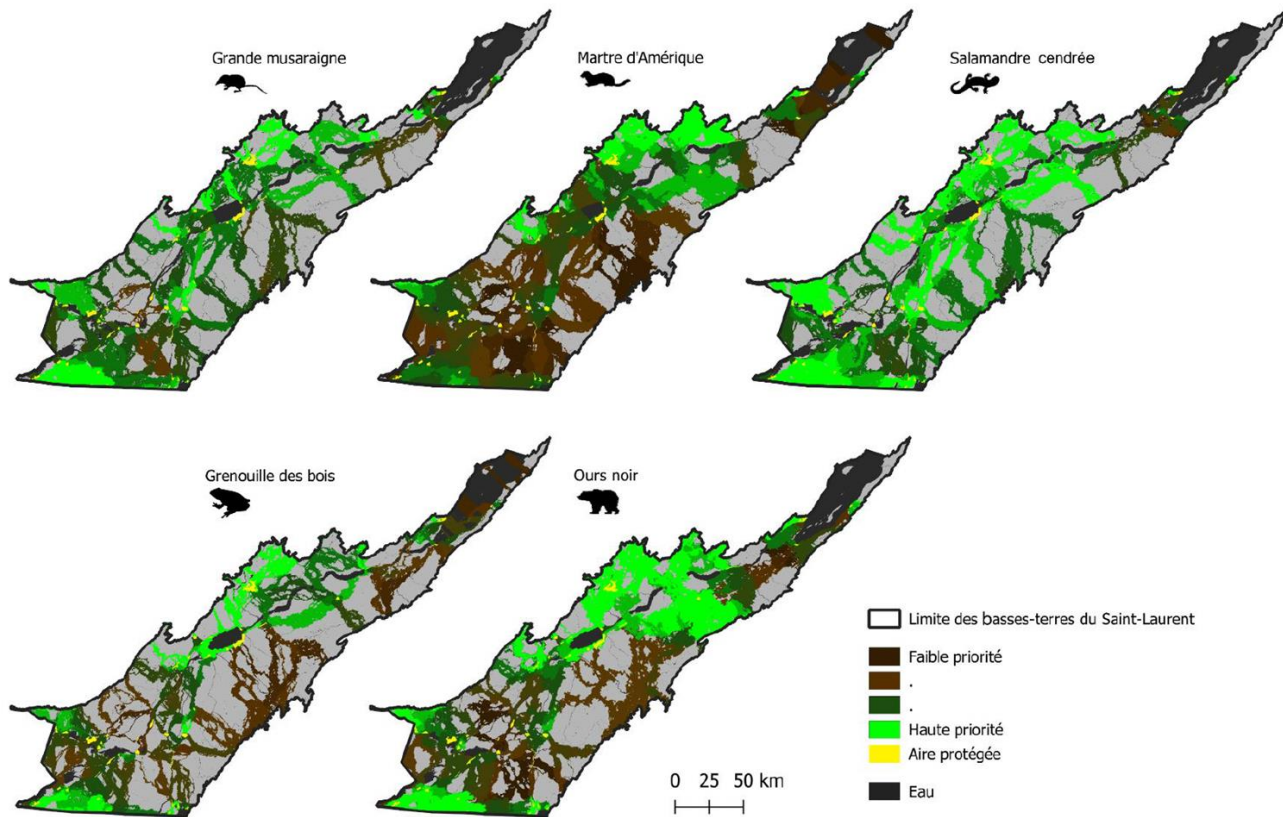 Grande musaraigne
Martre d'Amérique
Salamandre cendrée
Grenouille des bois
Ours noir
Limite des basses-terres du Saint-Laurent
Faible priorité
.
.
Haute priorité
Aire protégée
Eau
0 25 50 km